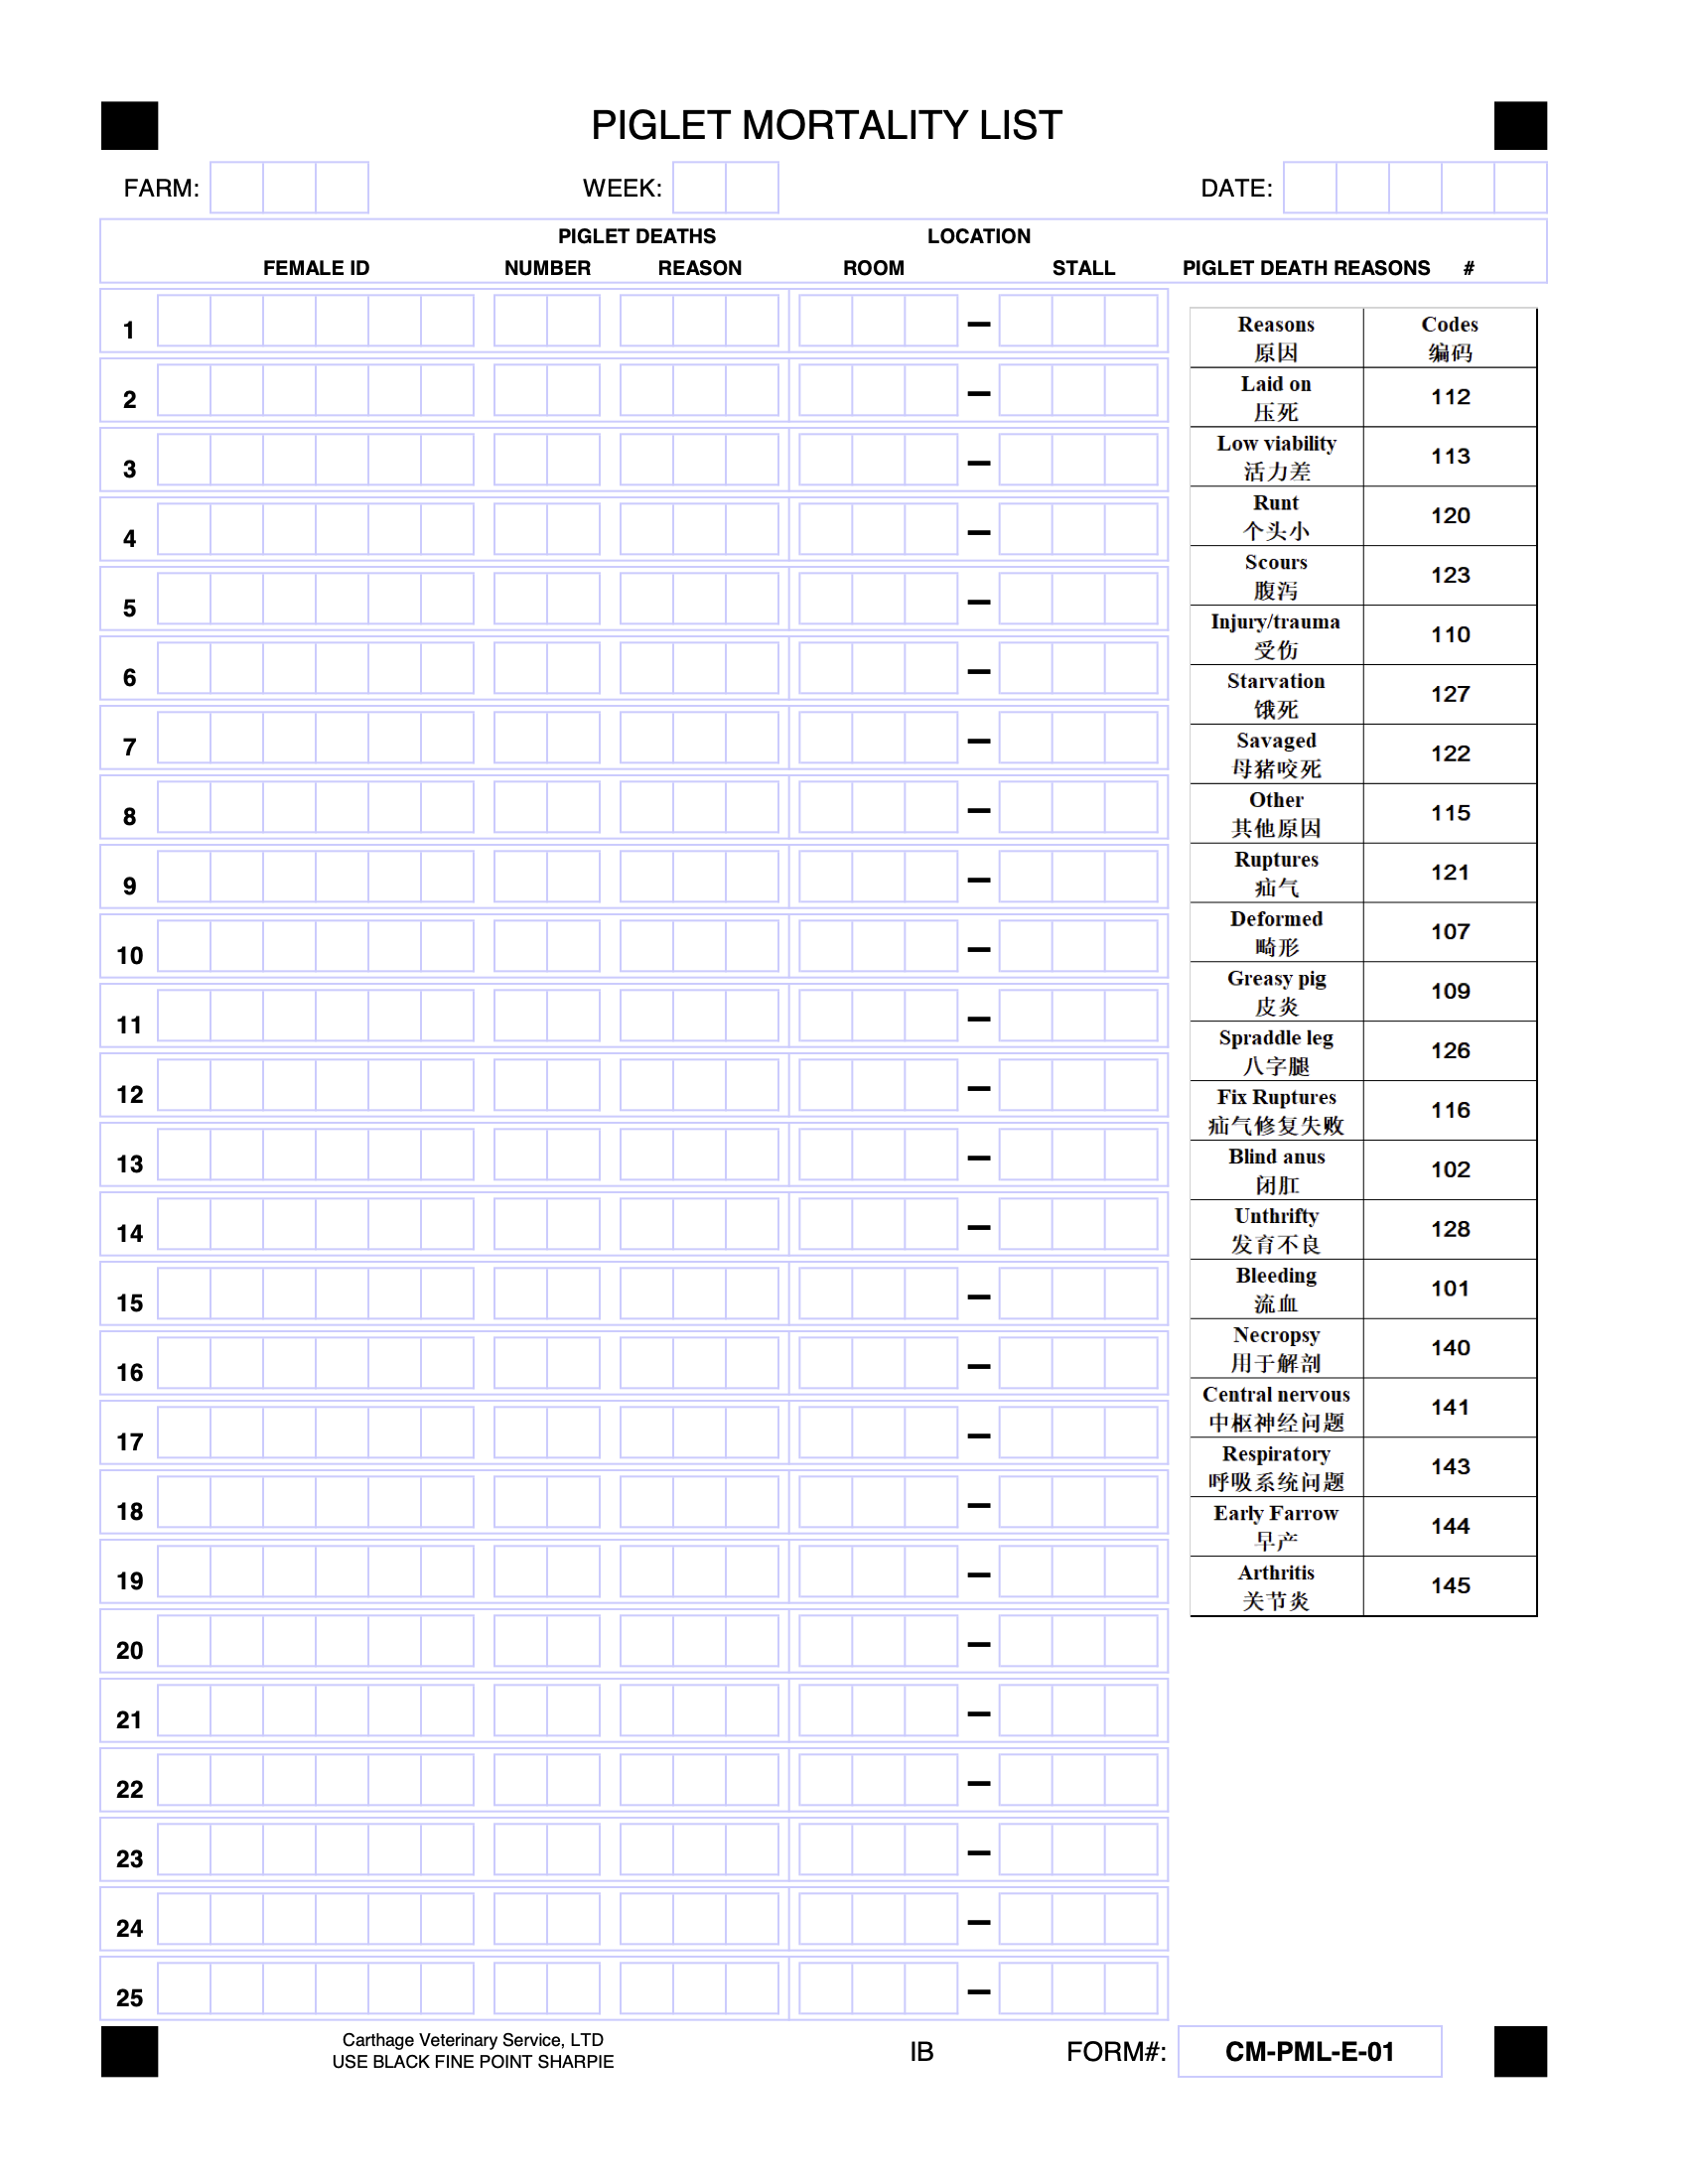 PIGLET MORTALITY LIST
FARM: WEEK: DATE:
PIGLET DEATHS LOCATION
FEMALE ID NUMBER REASON ROOM STALL PIGLET DEATH REASONS #
1 –
2 –
3 –
4 –
5 –
6 –
7 –
8 –
9 –
10 –
11 –
12 –
13 –
14 –
15 –
16 –
17 –
18 –
19 –
20 –
21 –
22 –
23 –
24 –
25 –
Reasons Codes
原因 编码
Laid on
压死 112
Low viability
活力差 113
Runt
个头小 120
Scours
腹泻 123
Injury/trauma
受伤 110
Starvation
饿死 127
Savaged
母猪咬死 122
Other
其他原因 115
Ruptures
疝气 121
Deformed
畸形 107
Greasy pig
皮炎 109
Spraddle leg
八字腿 126
Fix Ruptures
疝气修复失败 116
Blind anus
闭肛 102
Unthrifty
发育不良 128
Bleeding
流血 101
Necropsy
用于解剖 140
Central nervous
中枢神经问题 141
Respiratory
呼吸系统问题 143
Early Farrow
早产 144
Arthritis
关节炎 145
Carthage Veterinary Service, LTD
USE BLACK FINE POINT SHARPIE
IB FORM#: CM-PML-E-01